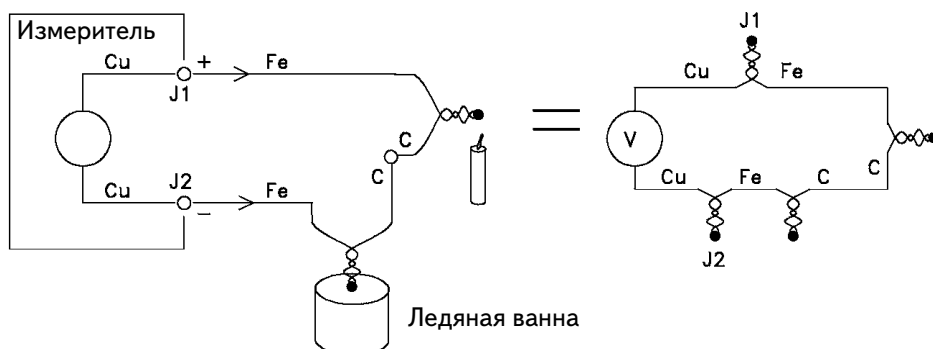 Измеритель
Cu + Fe
J1
C
C
Cu J2 Fe
−
Ледяная ванна
=
J1
Cu Fe
V
C
Cu Fe C
J2